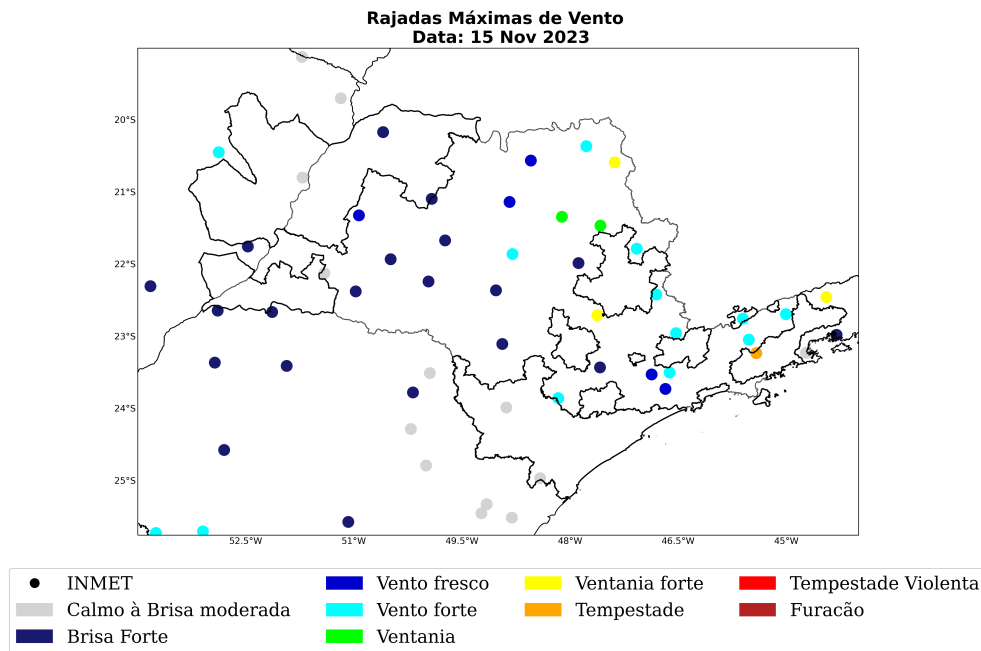 Rajadas Máximas de Vento
Data: 15 Nov 2023
20°S
21°S
22°S
23°S
24°S
25°S
52.5°W 51°W 49.5°W 48°W 46.5°W 45°W
INMET
Calmo à Brisa moderada
Brisa Forte
Vento fresco
Vento forte
Ventania
Ventania forte
Tempestade
Tempestade Violenta
Furacão